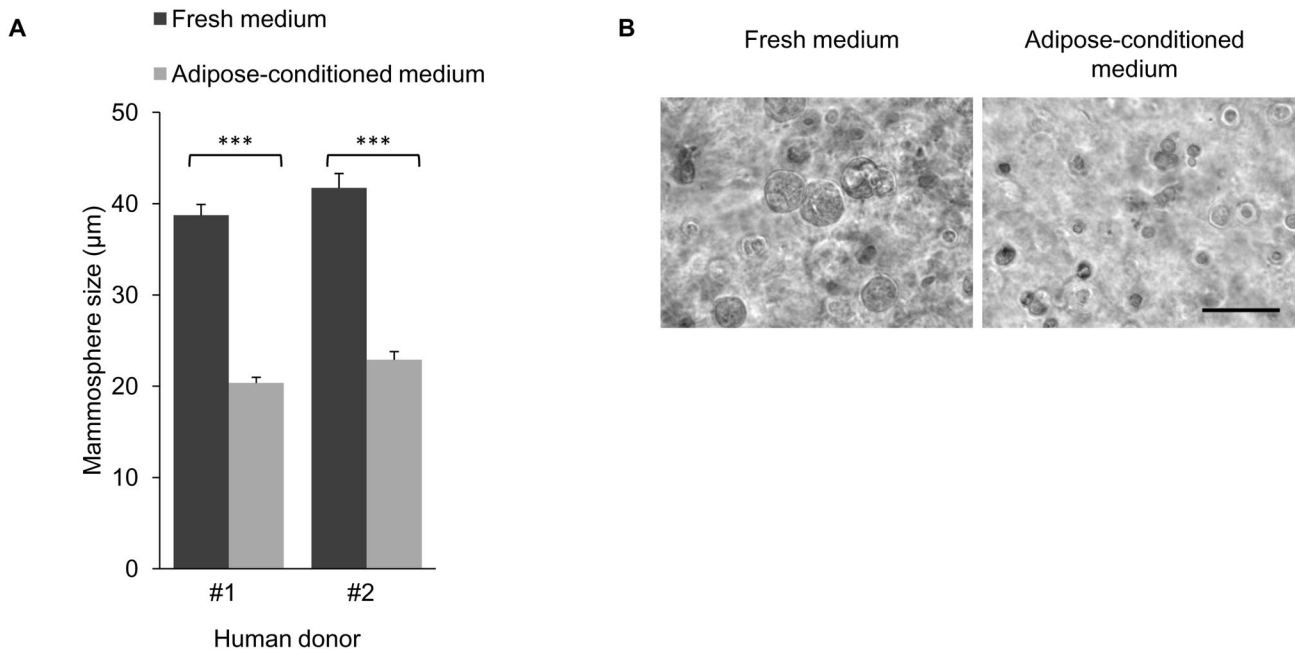 A
Fresh medium
Adipose-conditioned medium
50
40
30
20
10
0
Mammosphere size (µm)
***
***
#1
#2
Human donor
B
Fresh medium
Adipose-conditioned
medium